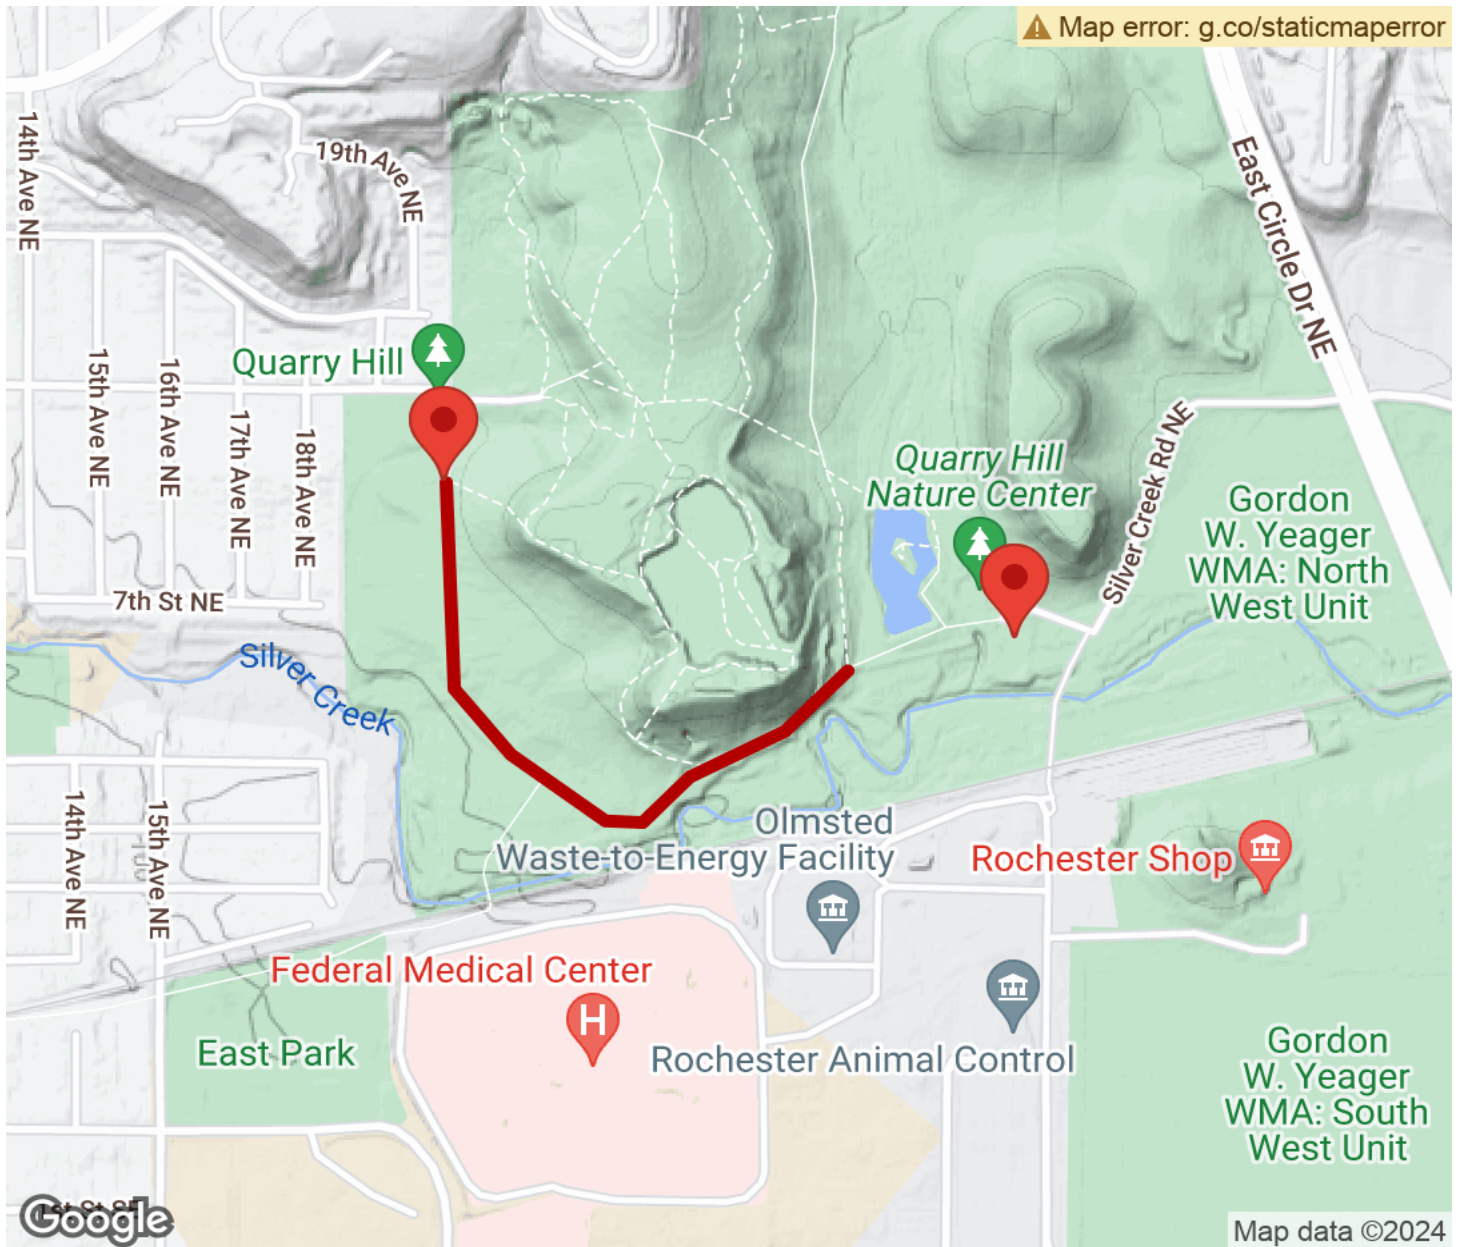 Map error: g.co/staticmaperror
14th Ave NE
19th Ave NE
East Circle Dr NE
Quarry Hill
15th Ave NE
16th Ave NE
17th Ave NE
18th Ave NE
Silver Creek Rd NE
Quarry Hill
Nature Center
Gordon
W. Yeager
WMA: North
West Unit
7th St NE
Silver Creek
14th Ave NE
15th Ave NE
Olmsted
Waste-to-Energy Facility
Rochester Shop
Federal Medical Center
H
East Park
Rochester Animal Control
Gordon
W. Yeager
WMA: South
West Unit
1st St SE
Google
Map data ©2024